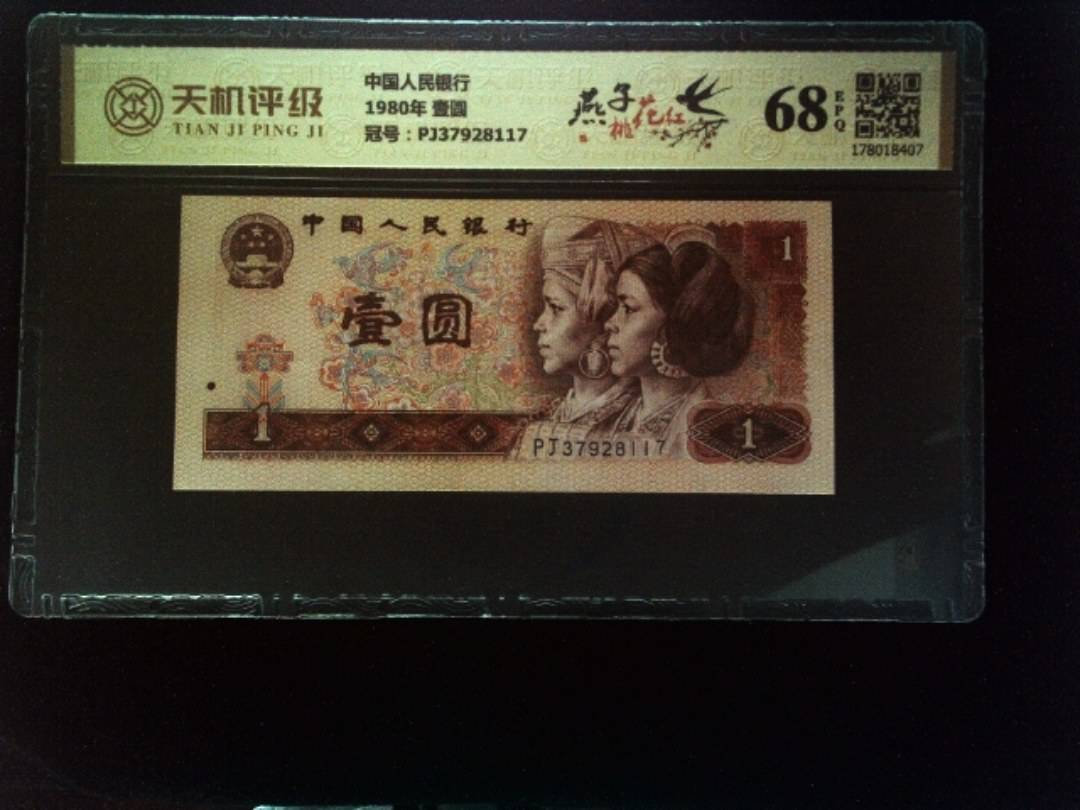 天机评级
TIAN JI PING JI
中国人民银行
1980年 壹圆
冠号：PJ37928117
燕子
桃花红
68
EPQ
178018407
中国人民银行
1
壹圆
1
PJ37928117
1